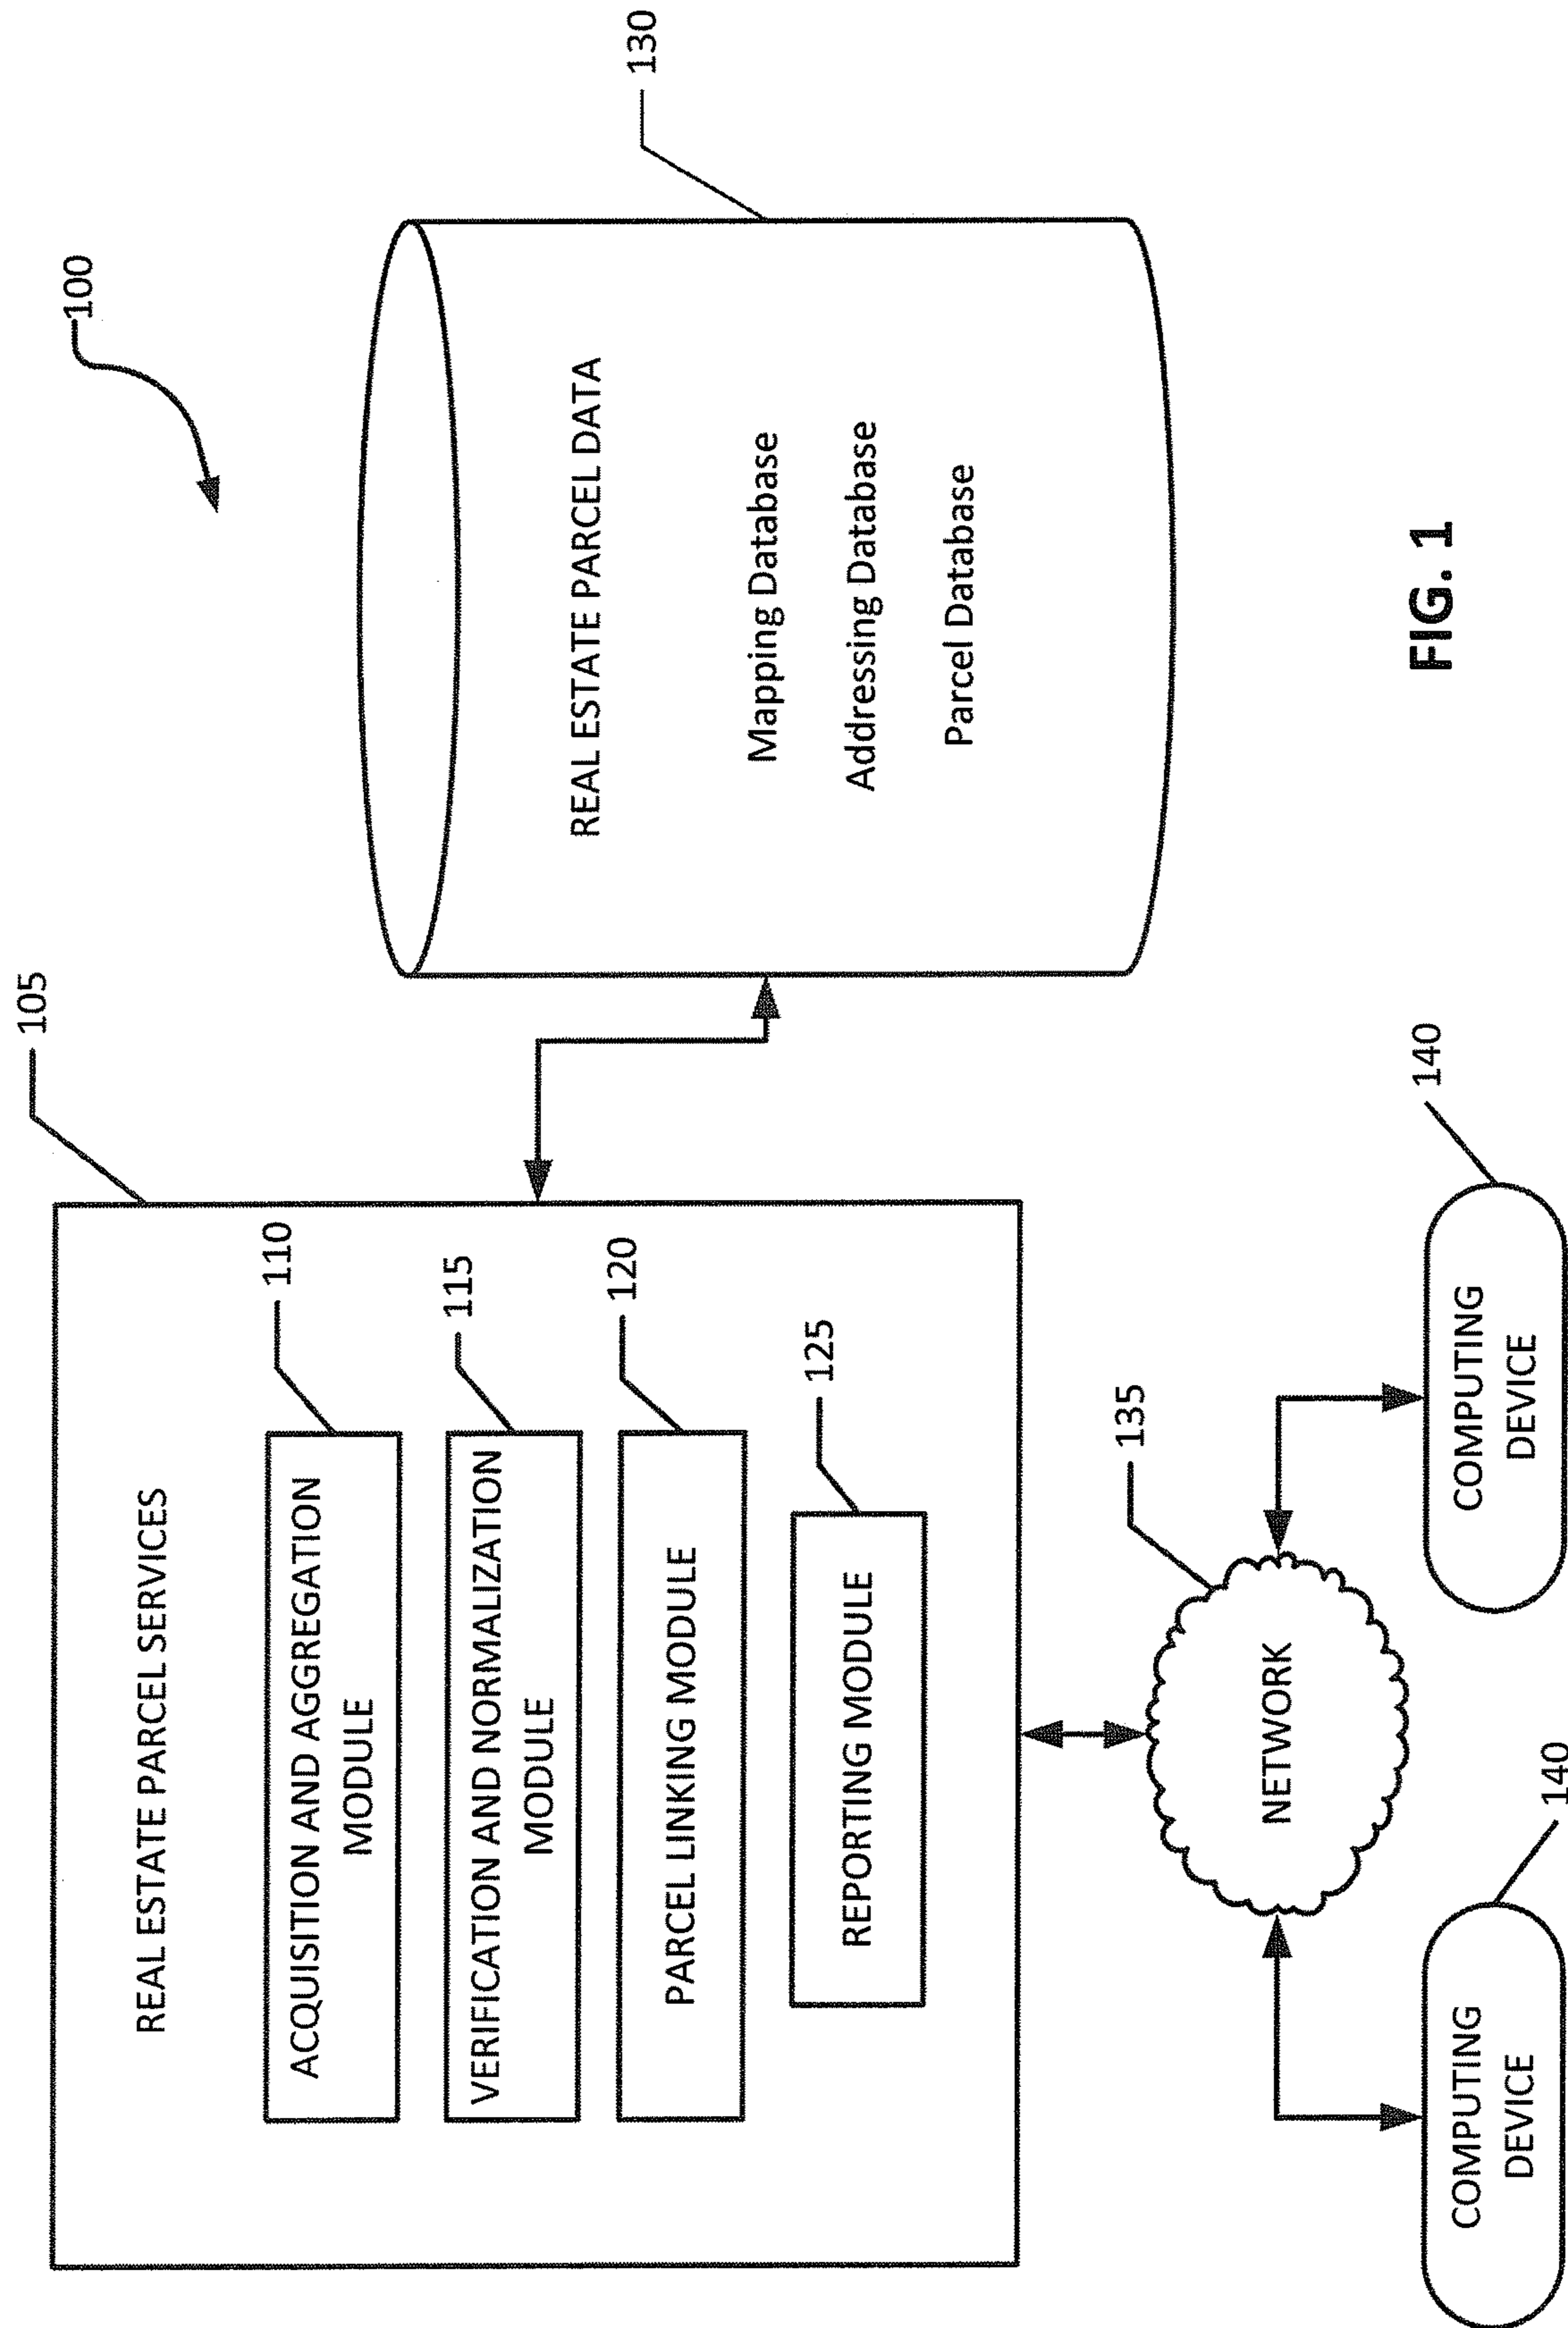 100
105
REAL ESTATE PARCEL SERVICES
110
ACQUISITION AND AGGREGATION
MODULE
115
VERIFICATION AND NORMALIZATION
MODULE
120
PARCEL LINKING MODULE
125
REPORTING MODULE
130
REAL ESTATE PARCEL DATA
Mapping Database
Addressing Database
Parcel Database
135
NETWORK
140
COMPUTING
DEVICE
140
COMPUTING
DEVICE
FIG. 1